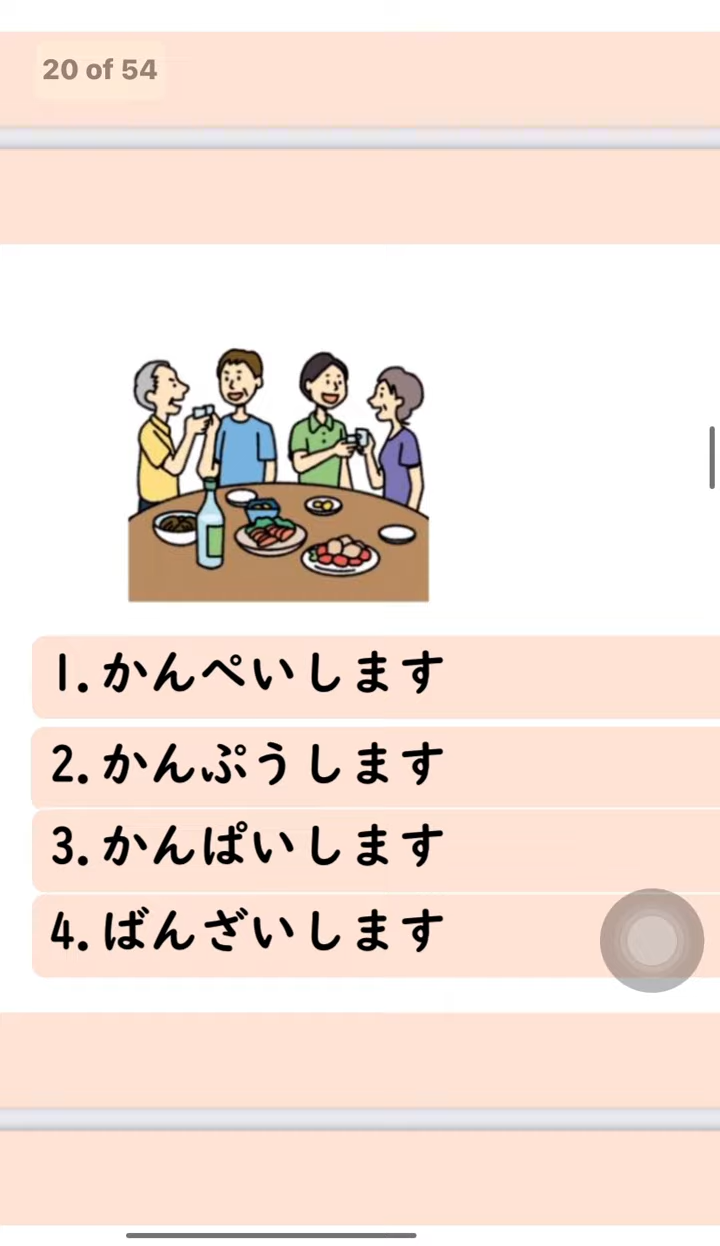 20 of 54
1. かんぺいします
2. かんぷうします
3. かんぱいします
4. ばんざいします